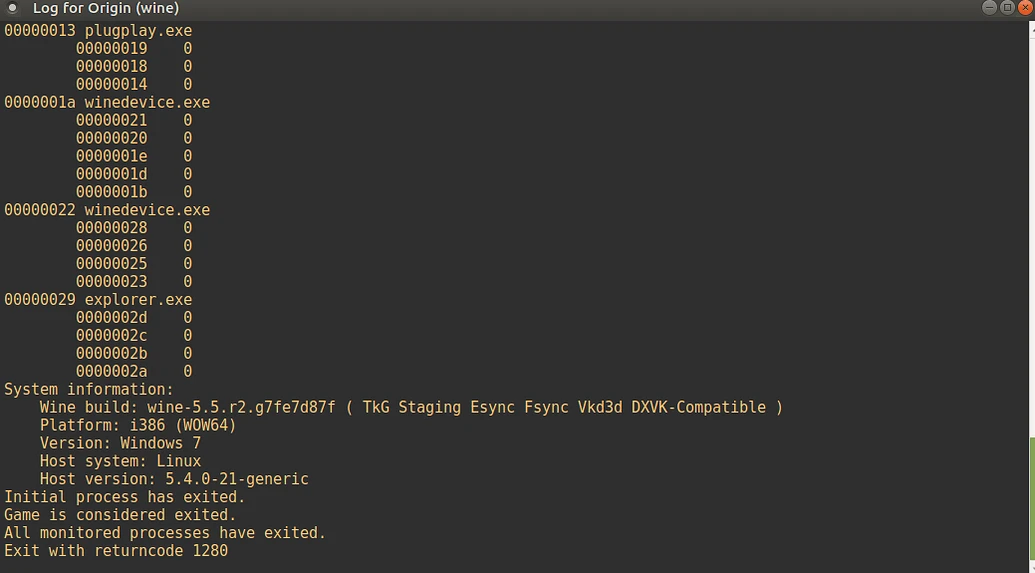 Log for Origin (wine)
00000013 plugplay.exe
00000019 0
00000018 0
00000014 0
0000001a winedevice.exe
00000021 0
00000020 0
0000001e 0
0000001d 0
0000001b 0
00000022 winedevice.exe
00000028 0
00000026 0
00000025 0
00000023 0
00000029 explorer.exe
0000002d 0
0000002c 0
0000002b 0
0000002a 0
System information:
Wine build: wine-5.5.r2.g7fe7d87f ( TkG Staging Esync Fsync Vkd3d DXVK-Compatible )
Platform: i386 (WOW64)
Version: Windows 7
Host system: Linux
Host version: 5.4.0-21-generic
Initial process has exited.
Game is considered exited.
All monitored processes have exited.
Exit with returncode 1280